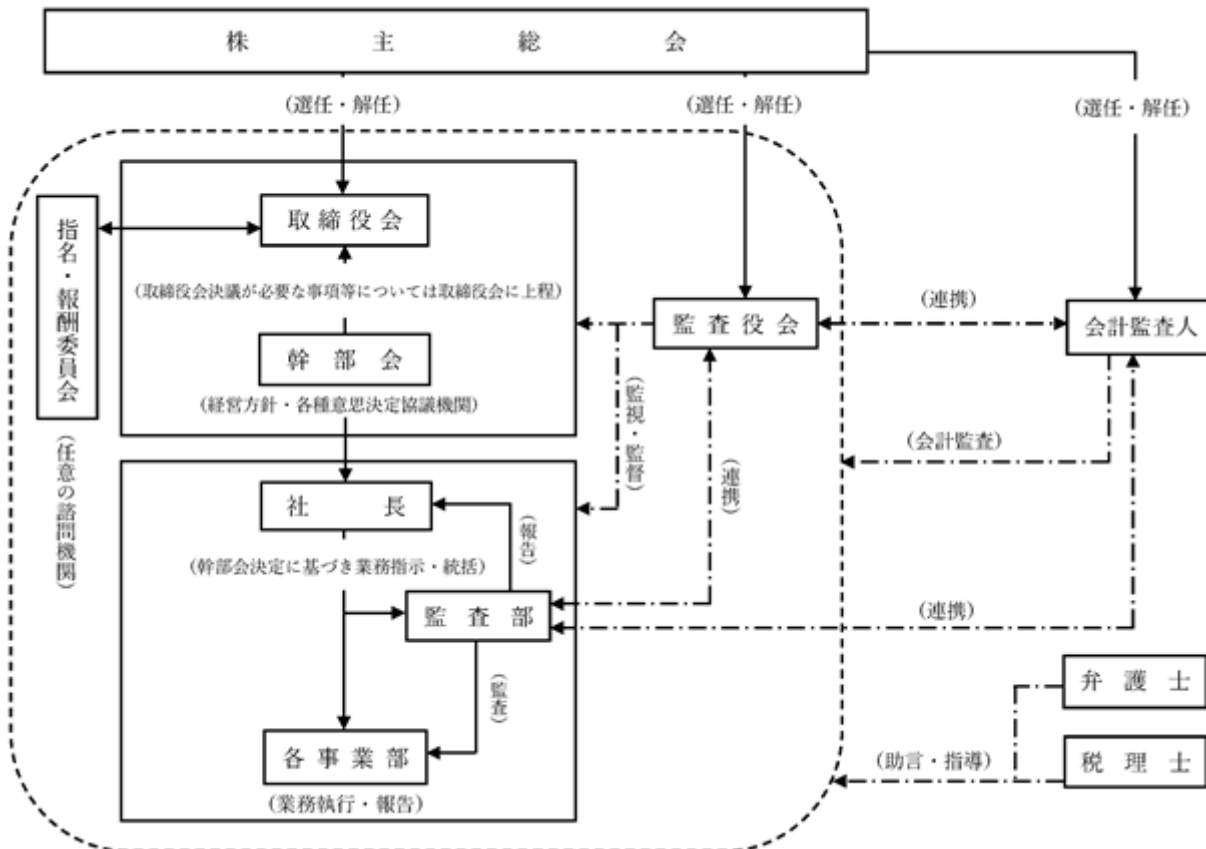 株主総会
(選任・解任)
(選任・解任)
(選任・解任)
取締役会
指名・報酬委員会
(任意の諮問機関)
(取締役会決議が必要な事項等については取締役会に上程)
監査役会
(連携)
会計監査人
幹部会
(経営方針・各種意思決定協議機関)
(監視・監督)
(会計監査)
(連携)
社長
(報告)
(幹部会決定に基づき業務指示・統括)
監査部
(連携)
(監査)
弁護士
各事業部
(助言・指導)
税理士
(業務執行・報告)